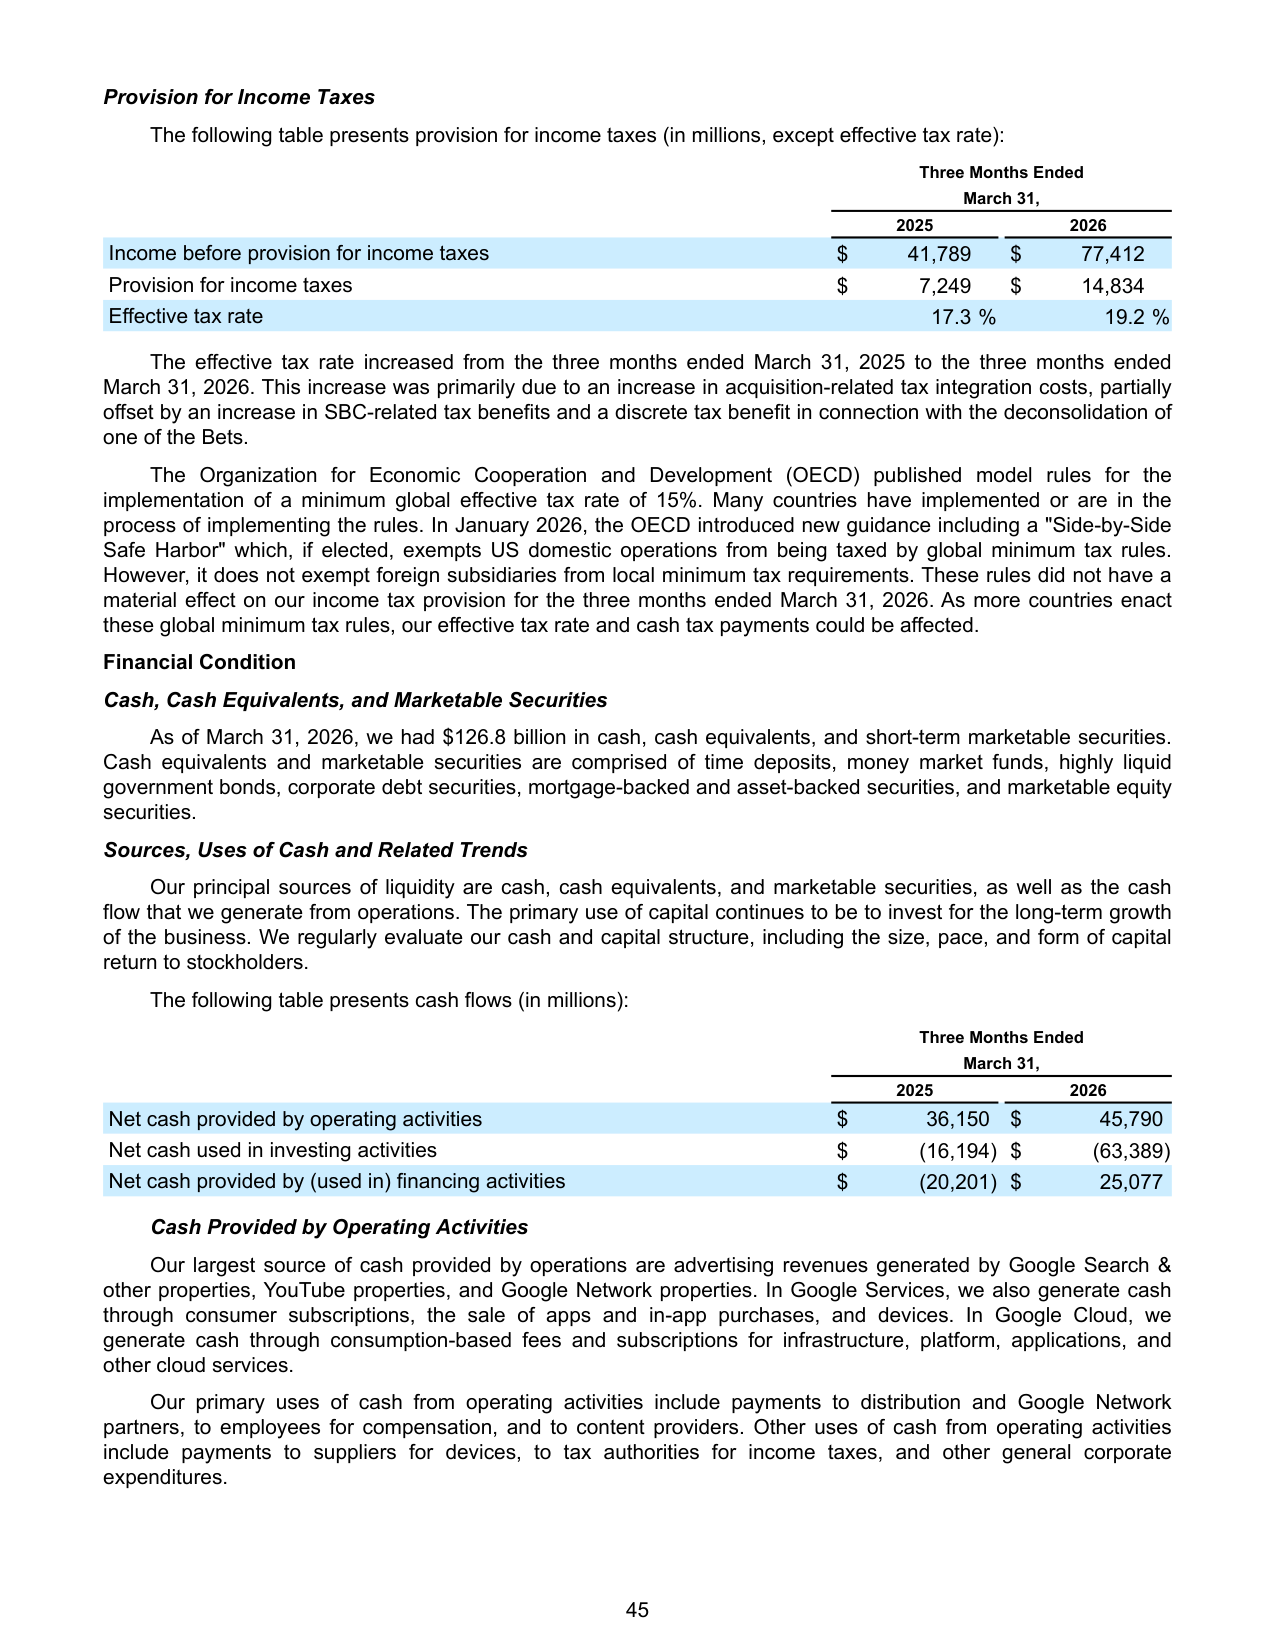 Provision for Income Taxes
The following table presents provision for income taxes (in millions, except effective tax rate):
Three Months Ended
March 31,
2025 2026
Income before provision for income taxes $ 41,789 $ 77,412
Provision for income taxes $ 7,249 $ 14,834
Effective tax rate 17.3 % 19.2 %
The effective tax rate increased from the three months ended March 31, 2025 to the three months ended
March 31, 2026. This increase was primarily due to an increase in acquisition-related tax integration costs, partially
offset by an increase in SBC-related tax benefits and a discrete tax benefit in connection with the deconsolidation of
one of the Bets.
The Organization for Economic Cooperation and Development (OECD) published model rules for the
implementation of a minimum global effective tax rate of 15%. Many countries have implemented or are in the
process of implementing the rules. In January 2026, the OECD introduced new guidance including a "Side-by-Side
Safe Harbor" which, if elected, exempts US domestic operations from being taxed by global minimum tax rules.
However, it does not exempt foreign subsidiaries from local minimum tax requirements. These rules did not have a
material effect on our income tax provision for the three months ended March 31, 2026. As more countries enact
these global minimum tax rules, our effective tax rate and cash tax payments could be affected.
Financial Condition
Cash, Cash Equivalents, and Marketable Securities
As of March 31, 2026, we had $126.8 billion in cash, cash equivalents, and short-term marketable securities.
Cash equivalents and marketable securities are comprised of time deposits, money market funds, highly liquid
government bonds, corporate debt securities, mortgage-backed and asset-backed securities, and marketable equity
securities.
Sources, Uses of Cash and Related Trends
Our principal sources of liquidity are cash, cash equivalents, and marketable securities, as well as the cash
flow that we generate from operations. The primary use of capital continues to be to invest for the long-term growth
of the business. We regularly evaluate our cash and capital structure, including the size, pace, and form of capital
return to stockholders.
The following table presents cash flows (in millions):
Three Months Ended
March 31,
2025 2026
Net cash provided by operating activities $ 36,150 $ 45,790
Net cash used in investing activities $ (16,194) $ (63,389)
Net cash provided by (used in) financing activities $ (20,201) $ 25,077
Cash Provided by Operating Activities
Our largest source of cash provided by operations are advertising revenues generated by Google Search &
other properties, YouTube properties, and Google Network properties. In Google Services, we also generate cash
through consumer subscriptions, the sale of apps and in-app purchases, and devices. In Google Cloud, we
generate cash through consumption-based fees and subscriptions for infrastructure, platform, applications, and
other cloud services.
Our primary uses of cash from operating activities include payments to distribution and Google Network
partners, to employees for compensation, and to content providers. Other uses of cash from operating activities
include payments to suppliers for devices, to tax authorities for income taxes, and other general corporate
expenditures.
45